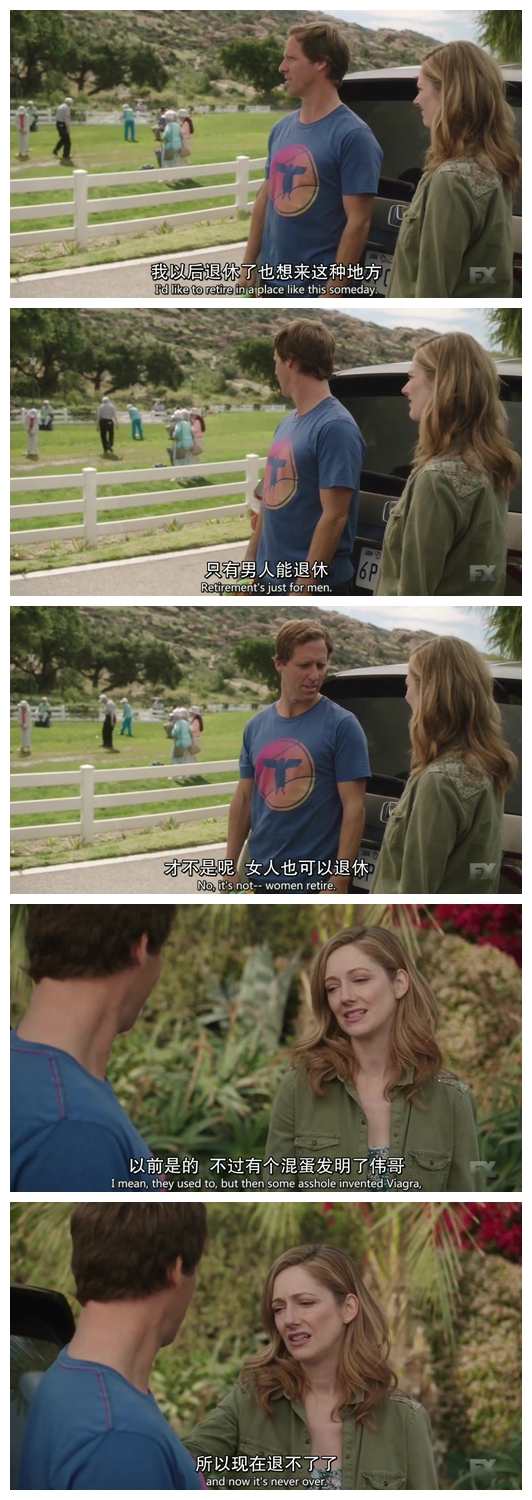 我以后退休了也想来这种地方
I'd like to retire in a place like this someday.
FX
只有男人能退休
Retirement's just for men.
6P
FX
才不是呢 女人也可以退休
No, it's not-- women retire.
FX
以前是的 不过有个混蛋发明了伟哥
I mean, they used to, but then some asshole invented Viagra,
FX
所以现在退不了了
and now it's never over.
FX